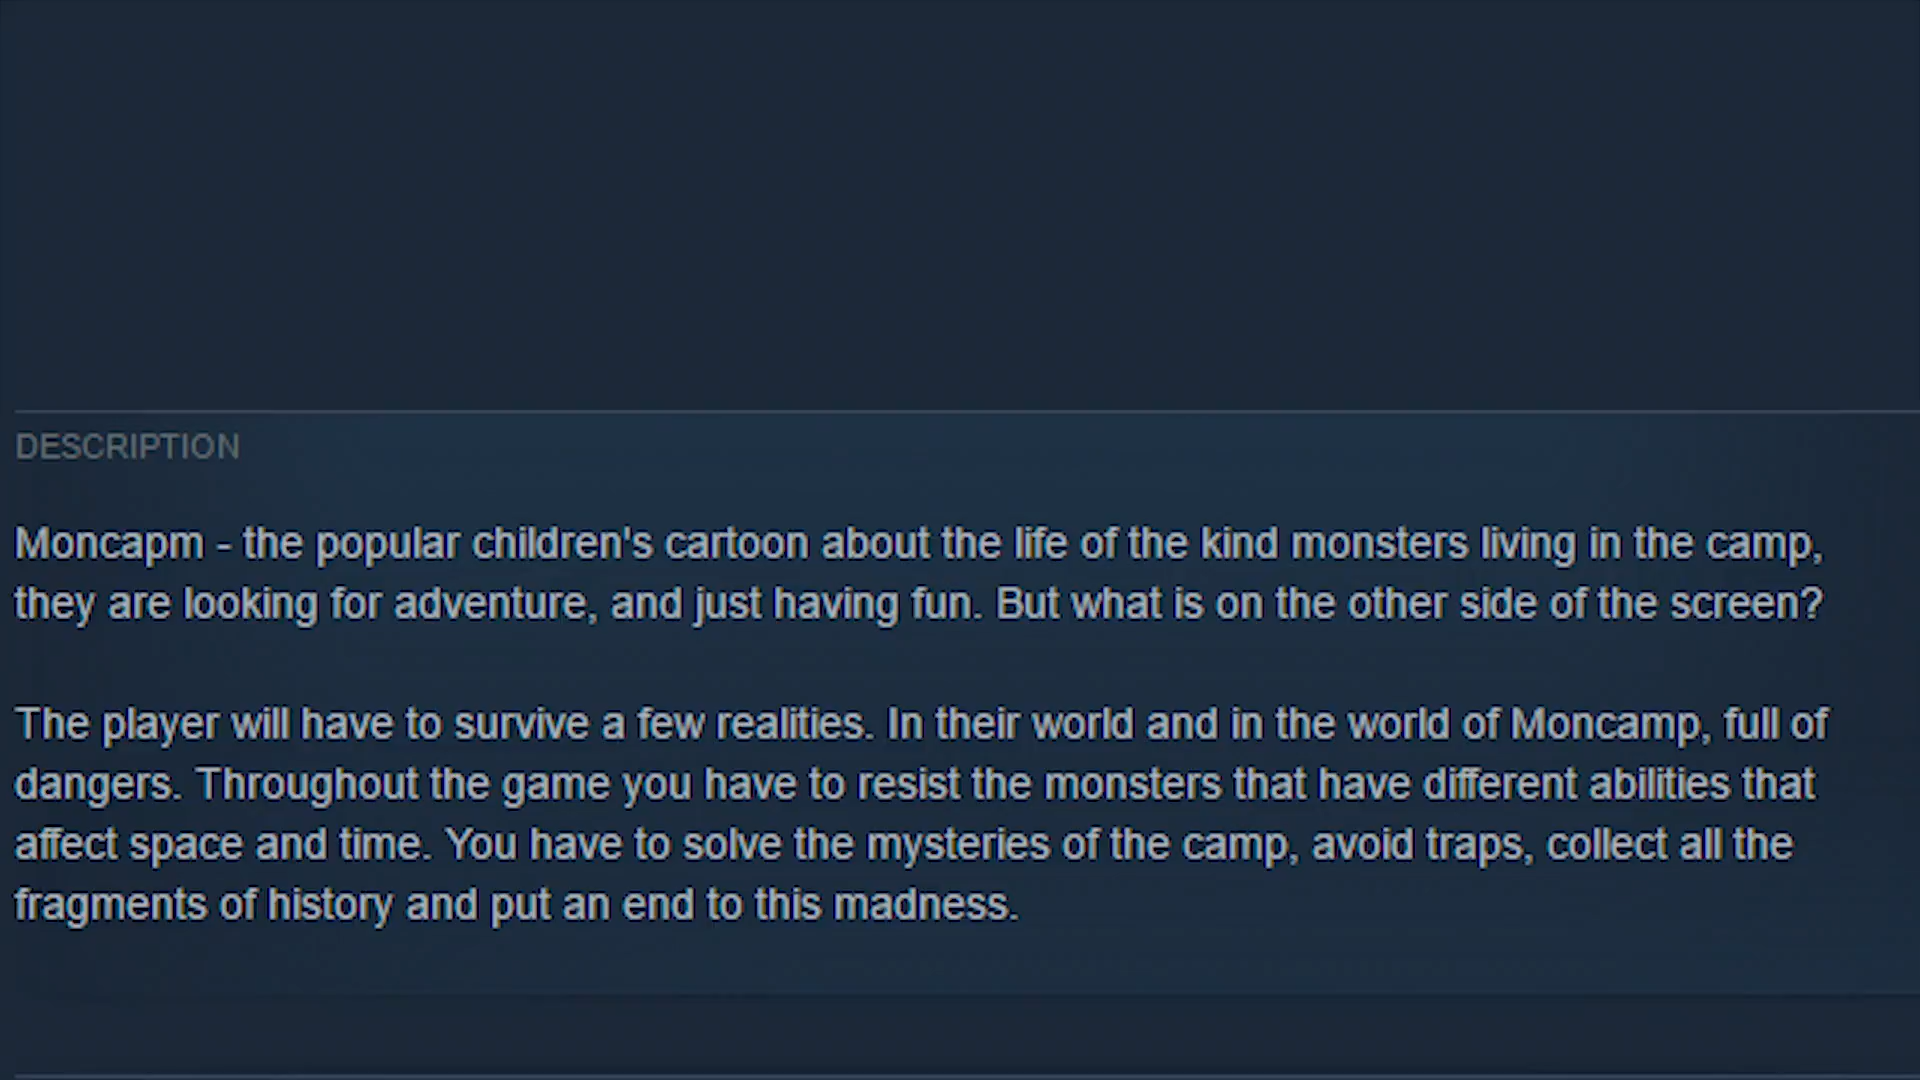 DESCRIPTION
Moncapm - the popular children's cartoon about the life of the kind monsters living in the camp,
they are looking for adventure, and just having fun. But what is on the other side of the screen?
The player will have to survive a few realities. In their world and in the world of Moncamp, full of
dangers. Throughout the game you have to resist the monsters that have different abilities that
affect space and time. You have to solve the mysteries of the camp, avoid traps, collect all the
fragments of history and put an end to this madness.